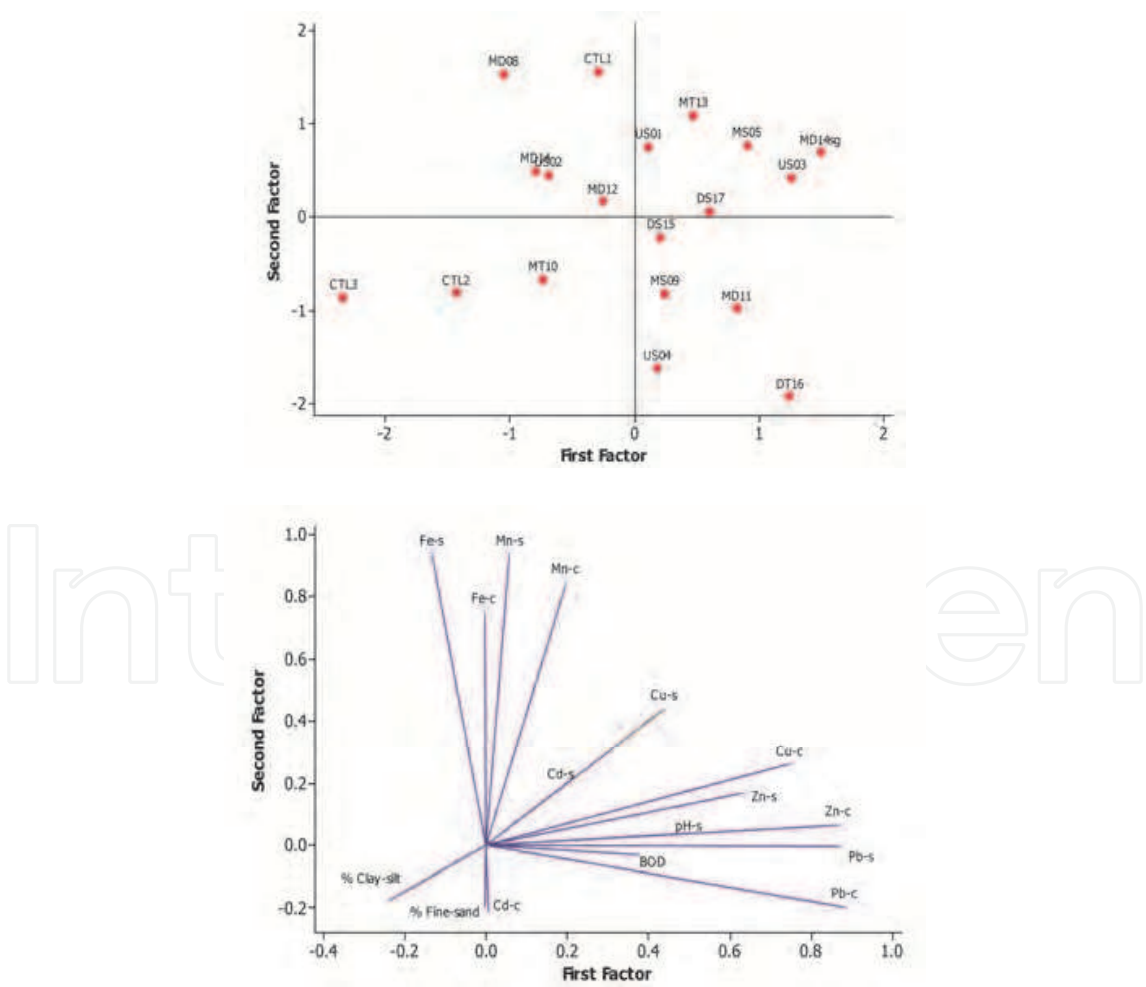 2
MD08
CTL1
MT13
1
US01
MS05
MD14sg
US02
US03
MD12
DS17
0
DS15
MT10
CTL3
CTL2
MS09
MD11
-1
US04
DT16
-2
-2 -1 0 1 2
First Factor
Second Factor
1.0
Fe-s Mn-s
Mn-c
0.8
Fe-c
0.6
Cu-s
0.4
Cu-c
Cd-s
0.2
Zn-s
Zn-c
pH-s
0.0
BOD
Pb-s
% Clay-silt
Pb-c
-0.2
% Fine-sand Cd-c
-0.4 -0.2 0.0 0.2 0.4 0.6 0.8 1.0
First Factor
Second Factor
Int en